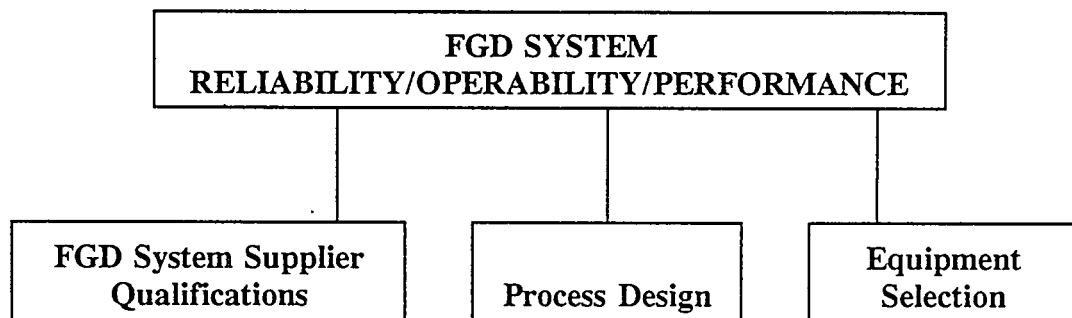 FGD SYSTEM
RELIABILITY/OPERABILITY/PERFORMANCE
FGD System Supplier
Qualifications
Process Design
Equipment
Selection